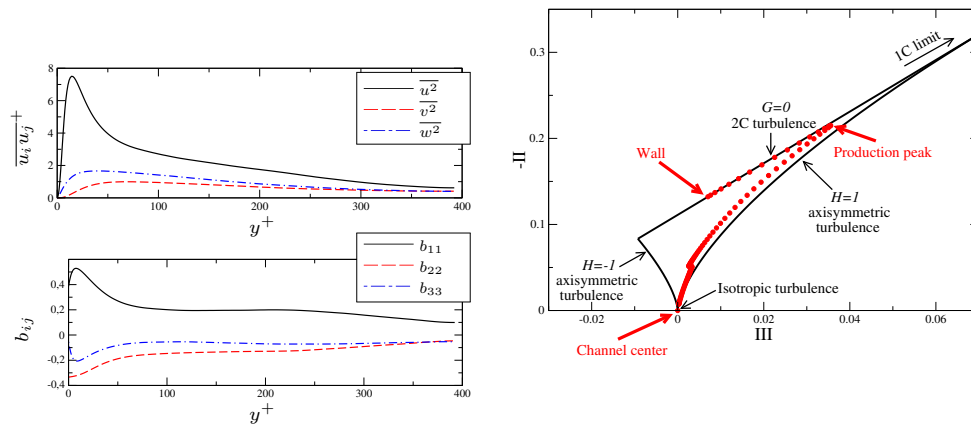 8
6
4
2
0
0
100
200
300
400
y+
u_i u_j +
u²
v²
w²
0,4
0,2
0
-0,2
-0,4
0
100
200
300
400
y+
b_ij
b11
b22
b33
0.3
0.2
0.1
0
-0.02
0
0.02
0.04
0.06
III
-II
1C limit
G=0
2C turbulence
Wall
Production peak
H=1
axisymmetric
turbulence
H=-1
axisymmetric
turbulence
Isotropic turbulence
Channel center